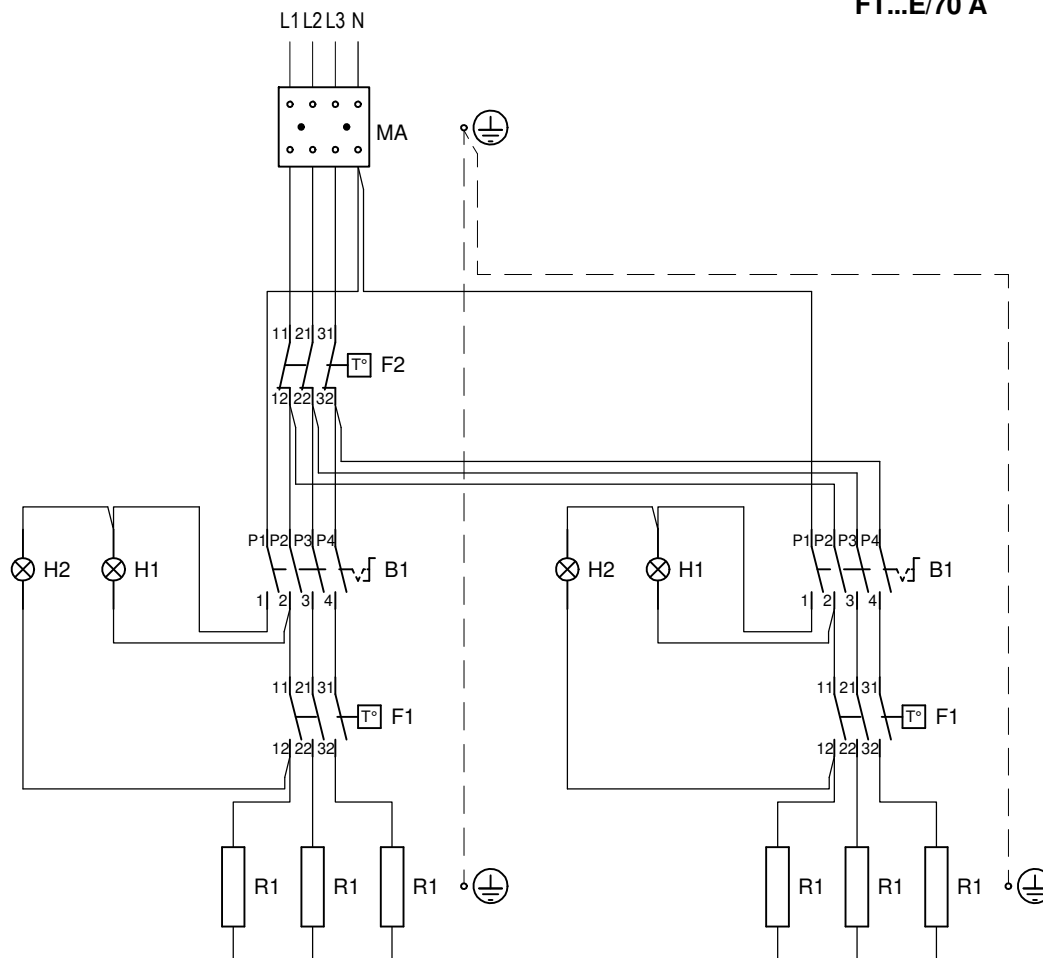 FT...E/70 A
L1 L2 L3 N
MA
11 21 31
T° F2
12 22 32
P1 P2 P3 P4
H2 H1 B1
1 2 3 4
11 21 31
T° F1
12 22 32
R1 R1 R1
P1 P2 P3 P4
H2 H1 B1
1 2 3 4
11 21 31
T° F1
12 22 32
R1 R1 R1